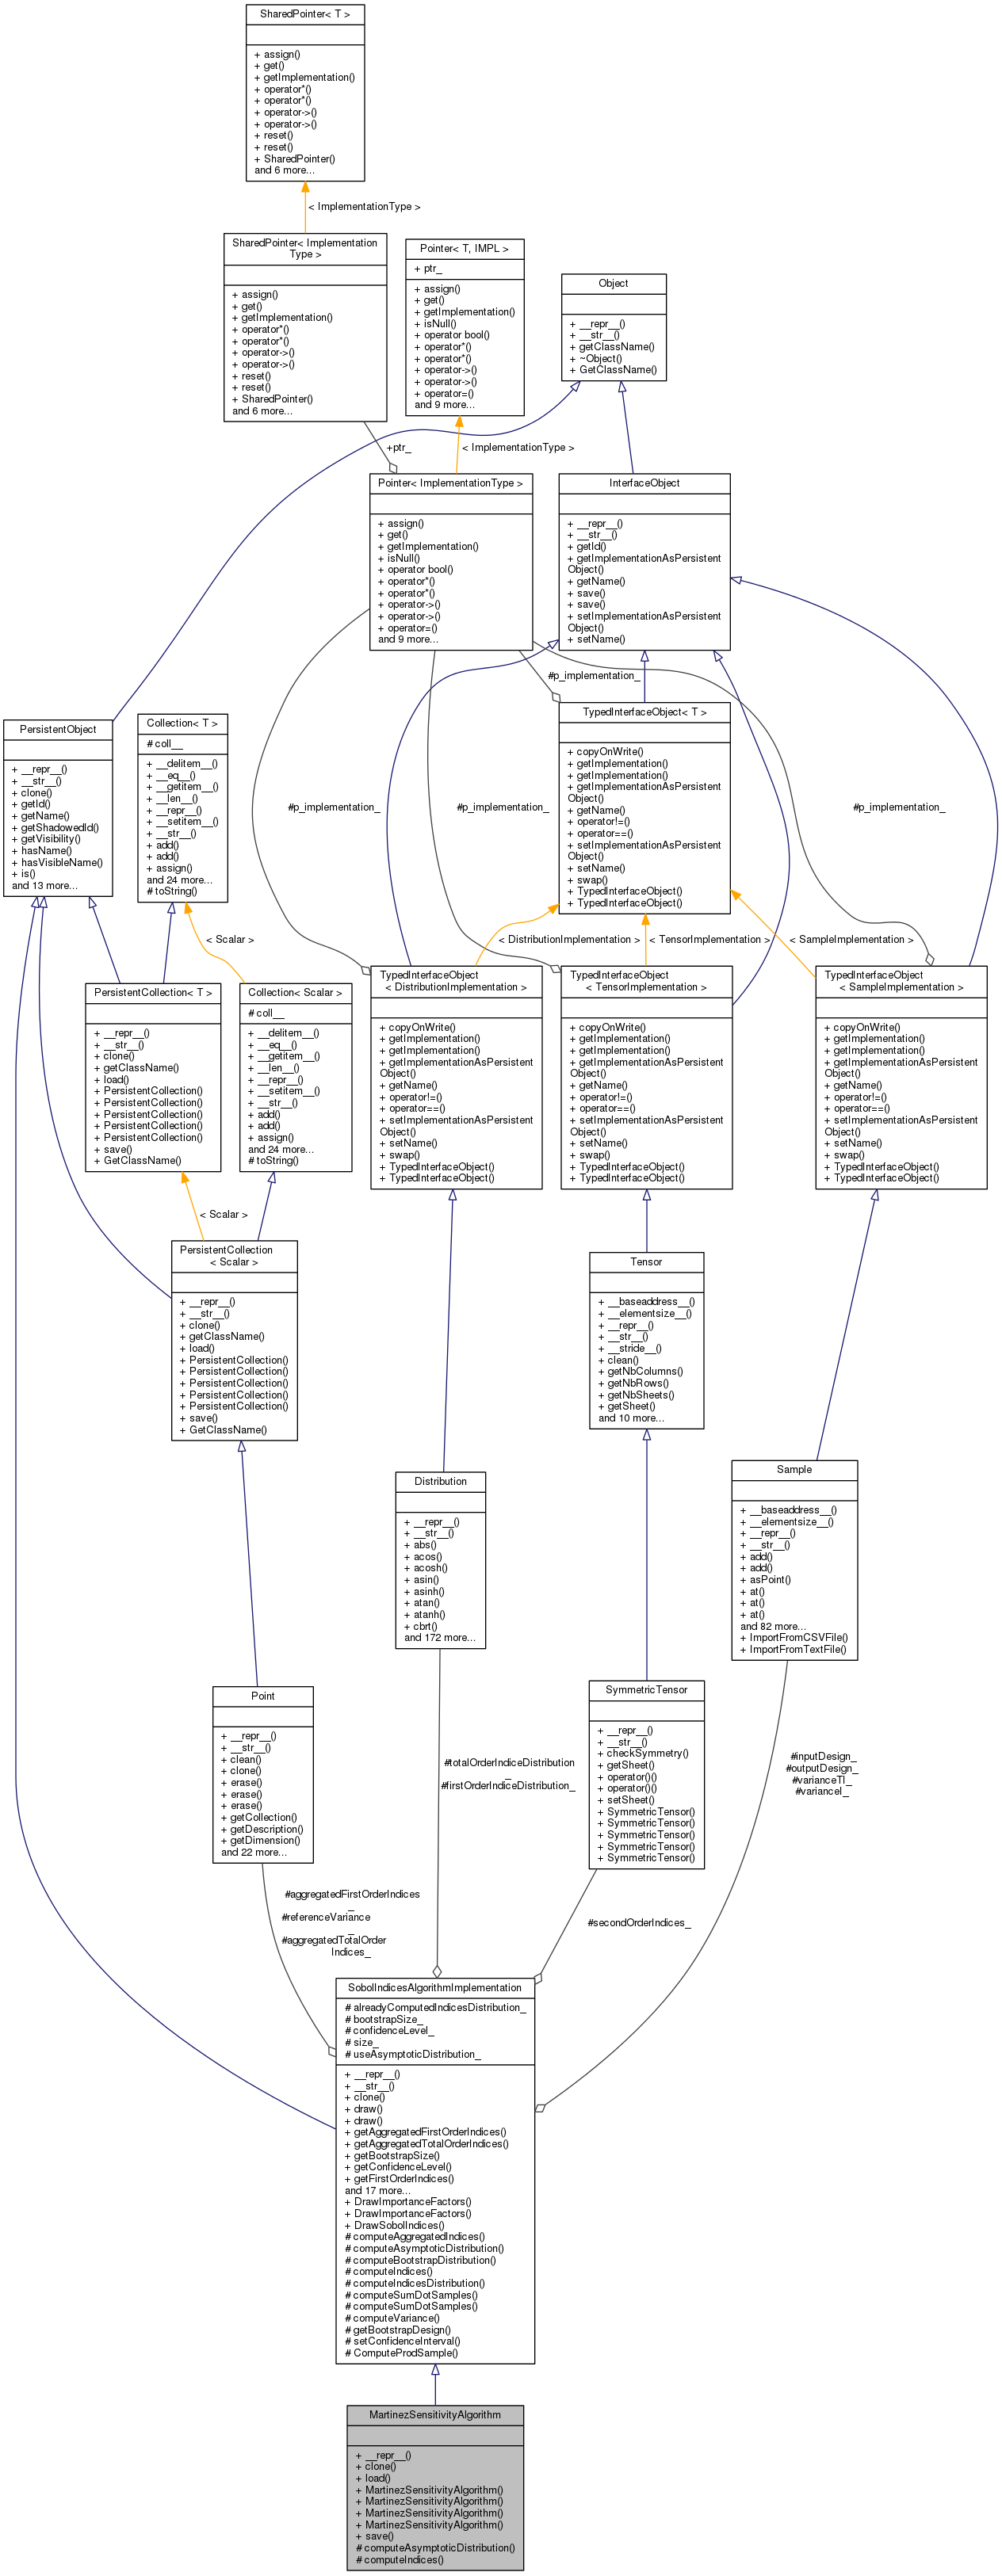 SharedPointer< T >
+ assign()
+ get()
+ getImplementation()
+ operator*()
+ operator*()
+ operator->()
+ operator->()
+ reset()
+ reset()
+ SharedPointer()
and 6 more...
< ImplementationType >
SharedPointer< Implementation
Type >
+ assign()
+ get()
+ getImplementation()
+ operator*()
+ operator*()
+ operator->()
+ operator->()
+ reset()
+ reset()
+ SharedPointer()
and 6 more...
Pointer< T, IMPL >
+ ptr_
+ assign()
+ get()
+ getImplementation()
+ isNull()
+ operator bool()
+ operator*()
+ operator*()
+ operator->()
+ operator->()
+ operator=()
and 9 more...
Object
+ __repr__()
+ __str__()
+ getClassName()
+ ~Object()
+ GetClassName()
+ptr_
< ImplementationType >
Pointer< ImplementationType >
+ assign()
+ get()
+ getImplementation()
+ isNull()
+ operator bool()
+ operator*()
+ operator*()
+ operator->()
+ operator->()
+ operator=()
and 9 more...
InterfaceObject
+ __repr__()
+ __str__()
+ getId()
+ getImplementationAsPersistent
Object()
+ getName()
+ save()
+ save()
+ setImplementationAsPersistent
Object()
+ setName()
#p_implementation_
PersistentObject
+ __repr__()
+ __str__()
+ clone()
+ getId()
+ getName()
+ getShadowedId()
+ getVisibility()
+ hasName()
+ hasVisibleName()
+ is()
and 13 more...
Collection< T >
# coll__
+ __delitem__()
+ __eq__()
+ __getitem__()
+ __len__()
+ __repr__()
+ __setitem__()
+ __str__()
+ add()
+ add()
+ assign()
and 24 more...
# toString()
TypedInterfaceObject< T >
+ copyOnWrite()
+ getImplementation()
+ getImplementation()
+ getImplementationAsPersistent
Object()
+ getName()
+ operator!=()
+ operator==()
+ setImplementationAsPersistent
Object()
+ setName()
+ swap()
+ TypedInterfaceObject()
+ TypedInterfaceObject()
#p_implementation_
#p_implementation_
#p_implementation_
< Scalar >
< DistributionImplementation >
< TensorImplementation >
< SampleImplementation >
PersistentCollection< T >
+ __repr__()
+ __str__()
+ clone()
+ getClassName()
+ load()
+ PersistentCollection()
+ PersistentCollection()
+ PersistentCollection()
+ PersistentCollection()
+ PersistentCollection()
+ save()
+ GetClassName()
Collection< Scalar >
# coll__
+ __delitem__()
+ __eq__()
+ __getitem__()
+ __len__()
+ __repr__()
+ __setitem__()
+ __str__()
+ add()
+ add()
+ assign()
and 24 more...
# toString()
TypedInterfaceObject
< DistributionImplementation >
+ copyOnWrite()
+ getImplementation()
+ getImplementation()
+ getImplementationAsPersistent
Object()
+ getName()
+ operator!=()
+ operator==()
+ setImplementationAsPersistent
Object()
+ setName()
+ swap()
+ TypedInterfaceObject()
+ TypedInterfaceObject()
TypedInterfaceObject
< TensorImplementation >
+ copyOnWrite()
+ getImplementation()
+ getImplementation()
+ getImplementationAsPersistent
Object()
+ getName()
+ operator!=()
+ operator==()
+ setImplementationAsPersistent
Object()
+ setName()
+ swap()
+ TypedInterfaceObject()
+ TypedInterfaceObject()
TypedInterfaceObject
< SampleImplementation >
+ copyOnWrite()
+ getImplementation()
+ getImplementation()
+ getImplementationAsPersistent
Object()
+ getName()
+ operator!=()
+ operator==()
+ setImplementationAsPersistent
Object()
+ setName()
+ swap()
+ TypedInterfaceObject()
+ TypedInterfaceObject()
< Scalar >
PersistentCollection
< Scalar >
+ __repr__()
+ __str__()
+ clone()
+ getClassName()
+ load()
+ PersistentCollection()
+ PersistentCollection()
+ PersistentCollection()
+ PersistentCollection()
+ PersistentCollection()
+ save()
+ GetClassName()
Tensor
+ __baseaddress__()
+ __elementsize__()
+ __repr__()
+ __str__()
+ __stride__()
+ clean()
+ getNbColumns()
+ getNbRows()
+ getNbSheets()
+ getSheet()
and 10 more...
Distribution
+ __repr__()
+ __str__()
+ abs()
+ acos()
+ acosh()
+ asin()
+ asinh()
+ atan()
+ atanh()
+ cbrt()
and 172 more...
Sample
+ __baseaddress__()
+ __elementsize__()
+ __repr__()
+ __str__()
+ add()
+ add()
+ asPoint()
+ at()
+ at()
+ at()
and 82 more...
+ ImportFromCSVFile()
+ ImportFromTextFile()
Point
+ __repr__()
+ __str__()
+ clean()
+ clone()
+ erase()
+ erase()
+ erase()
+ getCollection()
+ getDescription()
+ getDimension()
and 22 more...
SymmetricTensor
+ __repr__()
+ __str__()
+ checkSymmetry()
+ getSheet()
+ operator()()
+ operator()()
+ setSheet()
+ SymmetricTensor()
+ SymmetricTensor()
+ SymmetricTensor()
+ SymmetricTensor()
+ SymmetricTensor()
#totalOrderIndiceDistribution
_
#firstOrderIndiceDistribution_
#inputDesign_
#outputDesign_
#varianceTI_
#varianceI_
#aggregatedFirstOrderIndices
_
#referenceVariance
_
#aggregatedTotalOrder
Indices_
#secondOrderIndices_
SobolIndicesAlgorithmImplementation
# alreadyComputedIndicesDistribution_
# bootstrapSize_
# confidenceLevel_
# size_
# useAsymptoticDistribution_
+ __repr__()
+ __str__()
+ clone()
+ draw()
+ draw()
+ getAggregatedFirstOrderIndices()
+ getAggregatedTotalOrderIndices()
+ getBootstrapSize()
+ getConfidenceLevel()
+ getFirstOrderIndices()
and 17 more...
+ DrawImportanceFactors()
+ DrawImportanceFactors()
+ DrawSobolIndices()
# computeAggregatedIndices()
# computeAsymptoticDistribution()
# computeBootstrapDistribution()
# computeIndices()
# computeIndicesDistribution()
# computeSumDotSamples()
# computeSumDotSamples()
# computeVariance()
# getBootstrapDesign()
# setConfidenceInterval()
# ComputeProdSample()
MartinezSensitivityAlgorithm
+ __repr__()
+ clone()
+ load()
+ MartinezSensitivityAlgorithm()
+ MartinezSensitivityAlgorithm()
+ MartinezSensitivityAlgorithm()
+ MartinezSensitivityAlgorithm()
+ save()
# computeAsymptoticDistribution()
# computeIndices()